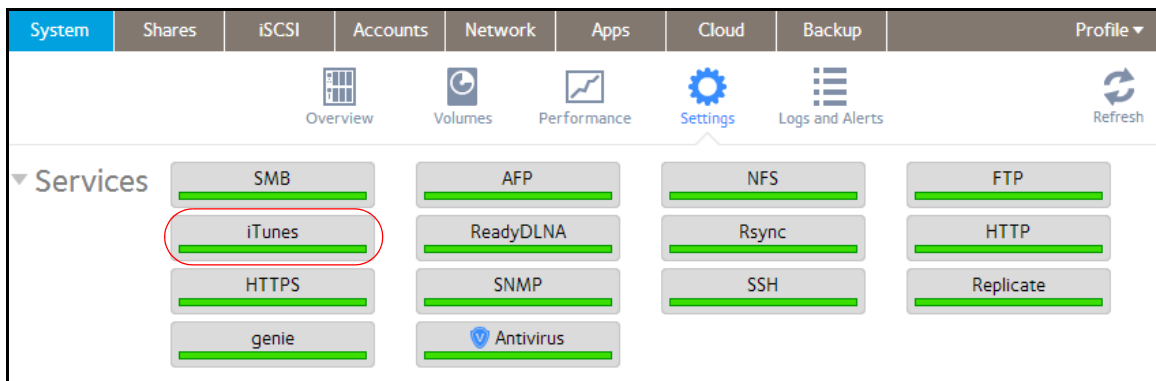 System Shares iSCSI Accounts Network Apps Cloud Backup Profile
Overview Volumes Performance Settings Logs and Alerts Refresh
Services SMB AFP NFS FTP
iTunes ReadyDLNA Rsync HTTP
HTTPS SNMP SSH Replicate
genie V Antivirus